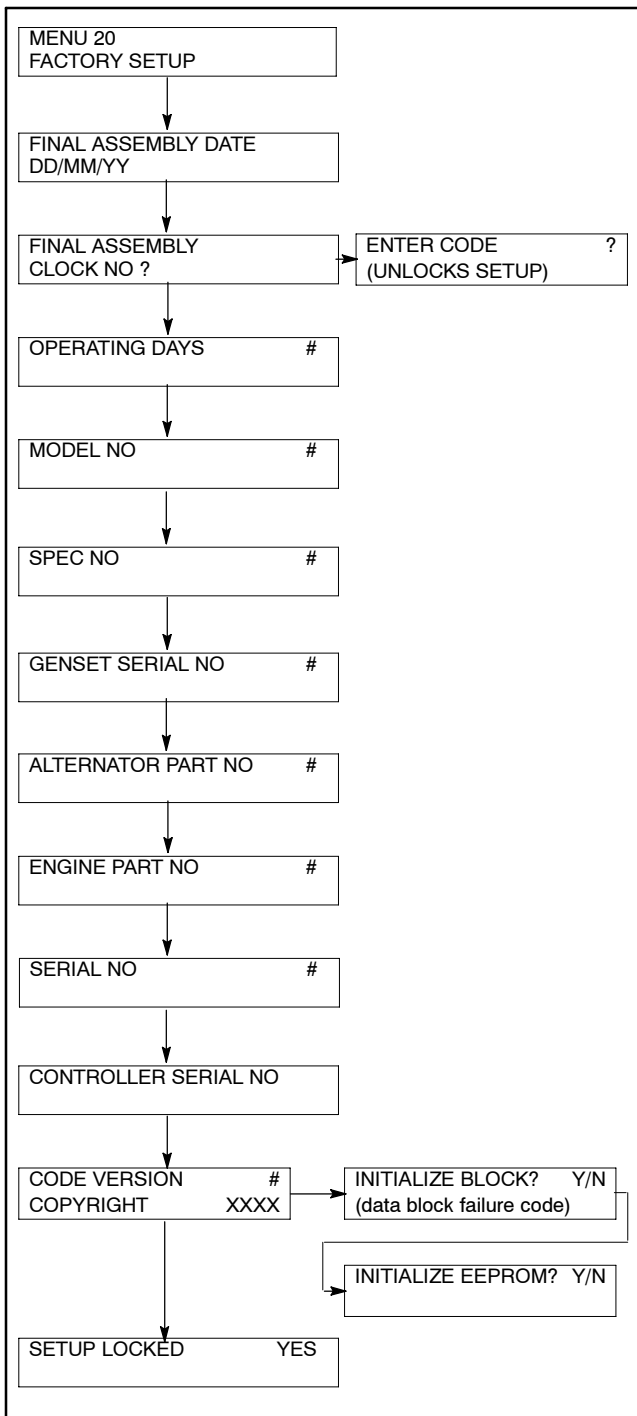 MENU 20
FACTORY SETUP
FINAL ASSEMBLY DATE
DD/MM/YY
FINAL ASSEMBLY
CLOCK NO ?
ENTER CODE ?
(UNLOCKS SETUP)
OPERATING DAYS #
MODEL NO #
SPEC NO #
GENSET SERIAL NO #
ALTERNATOR PART NO #
ENGINE PART NO #
SERIAL NO #
CONTROLLER SERIAL NO
CODE VERSION #
COPYRIGHT XXXX
INITIALIZE BLOCK? Y/N
(data block failure code)
INITIALIZE EEPROM? Y/N
SETUP LOCKED YES